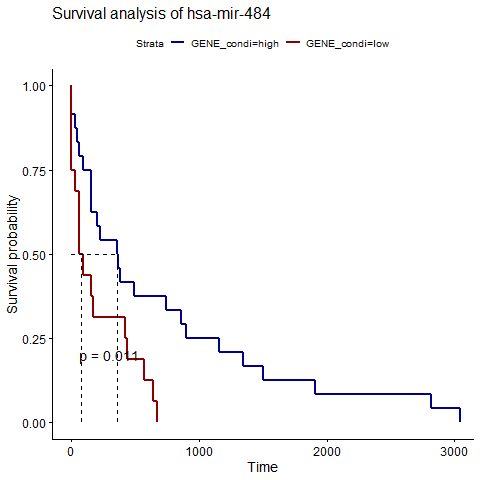 Survival analysis of hsa-mir-484
Strata GENE_condi=high GENE_condi=low
1.00
0.75
0.50
0.25
0.00
Survival probability
p = 0.011
0 1000 2000 3000
Time